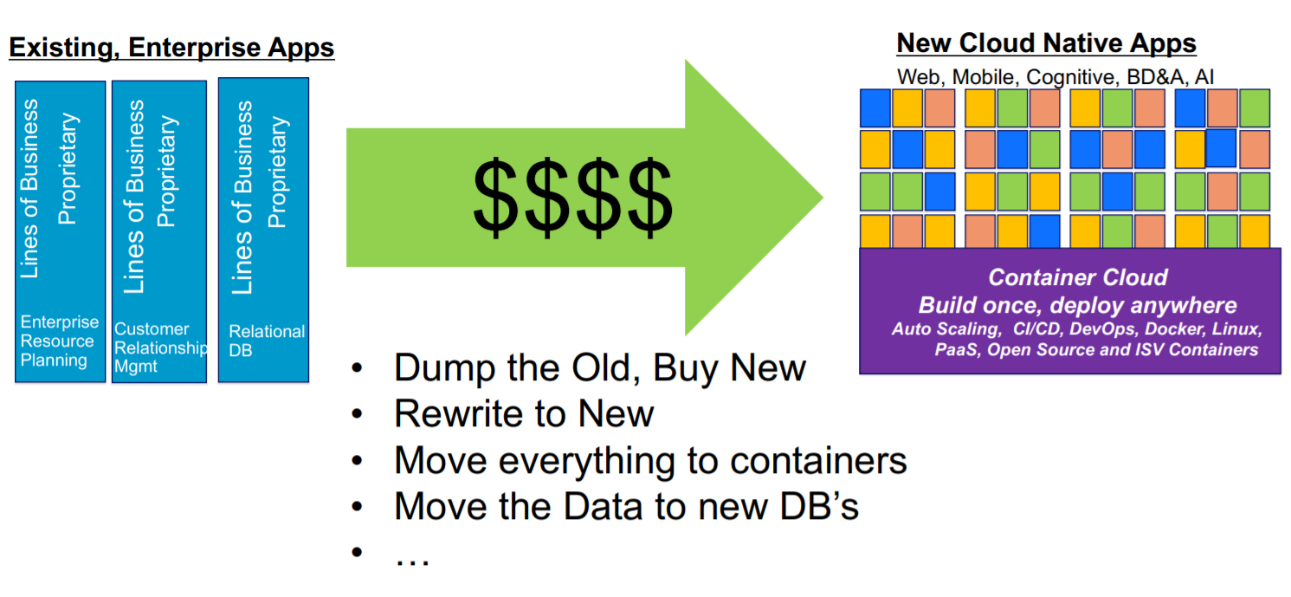 Existing, Enterprise Apps
Lines of Business
Proprietary
Enterprise
Resource
Planning
Lines of Business
Proprietary
Customer
Relationship
Mgmt
Lines of Business
Proprietary
Relational
DB
$$$$
• Dump the Old, Buy New
• Rewrite to New
• Move everything to containers
• Move the Data to new DB’s
• …
New Cloud Native Apps
Web, Mobile, Cognitive, BD&A, AI
Container Cloud
Build once, deploy anywhere
Auto Scaling, CI/CD, DevOps, Docker, Linux,
PaaS, Open Source and ISV Containers